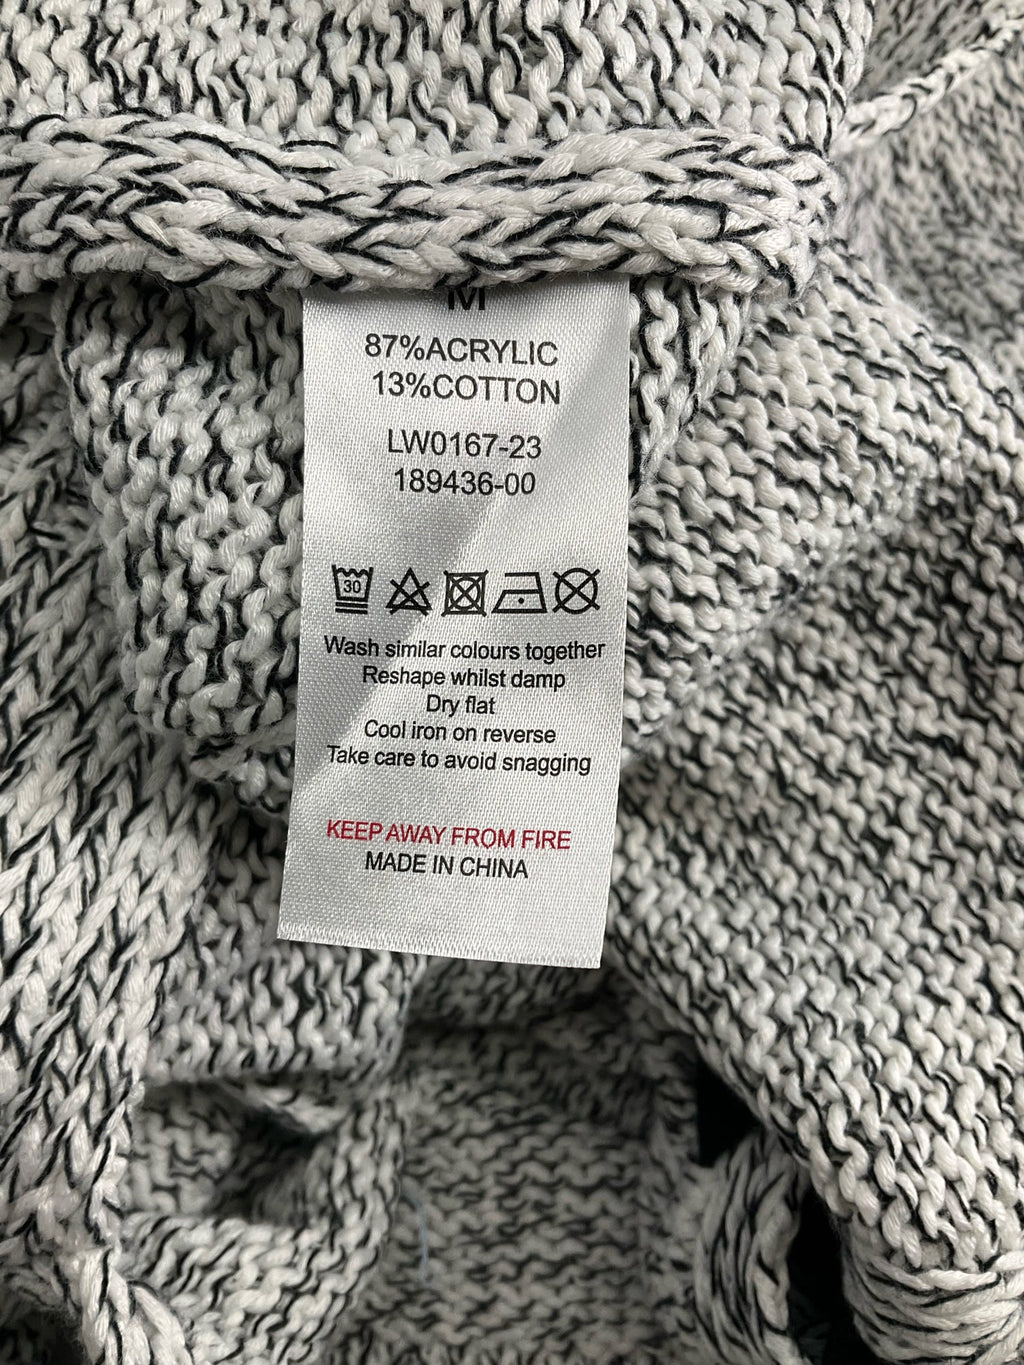 M
87%ACRYLIC
13%COTTON
LW0167-23
189436-00
30
Wash similar colours together
Reshape whilst damp
Dry flat
Cool iron on reverse
Take care to avoid snagging
KEEP AWAY FROM FIRE
MADE IN CHINA